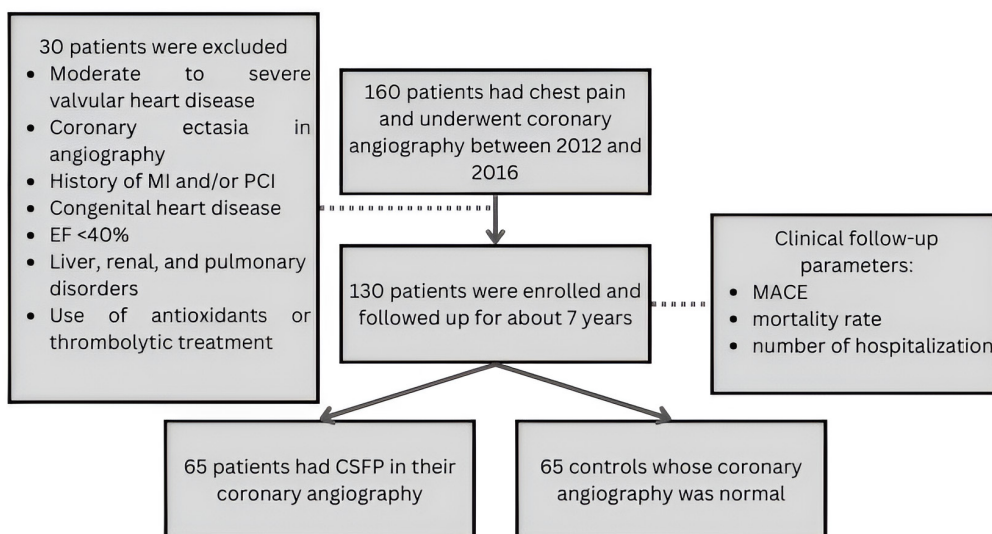 30 patients were excluded
• Moderate to severe
valvular heart disease
• Coronary ectasia in
angiography
• History of MI and/or PCI
• Congenital heart disease
• EF <40%
• Liver, renal, and pulmonary
disorders
• Use of antioxidants or
thrombolytic treatment
160 patients had chest pain
and underwent coronary
angiography between 2012 and
2016
130 patients were enrolled and
followed up for about 7 years
Clinical follow-up
parameters:
• MACE
• mortality rate
• number of hospitalization
65 patients had CSFP in their
coronary angiography
65 controls whose coronary
angiography was normal